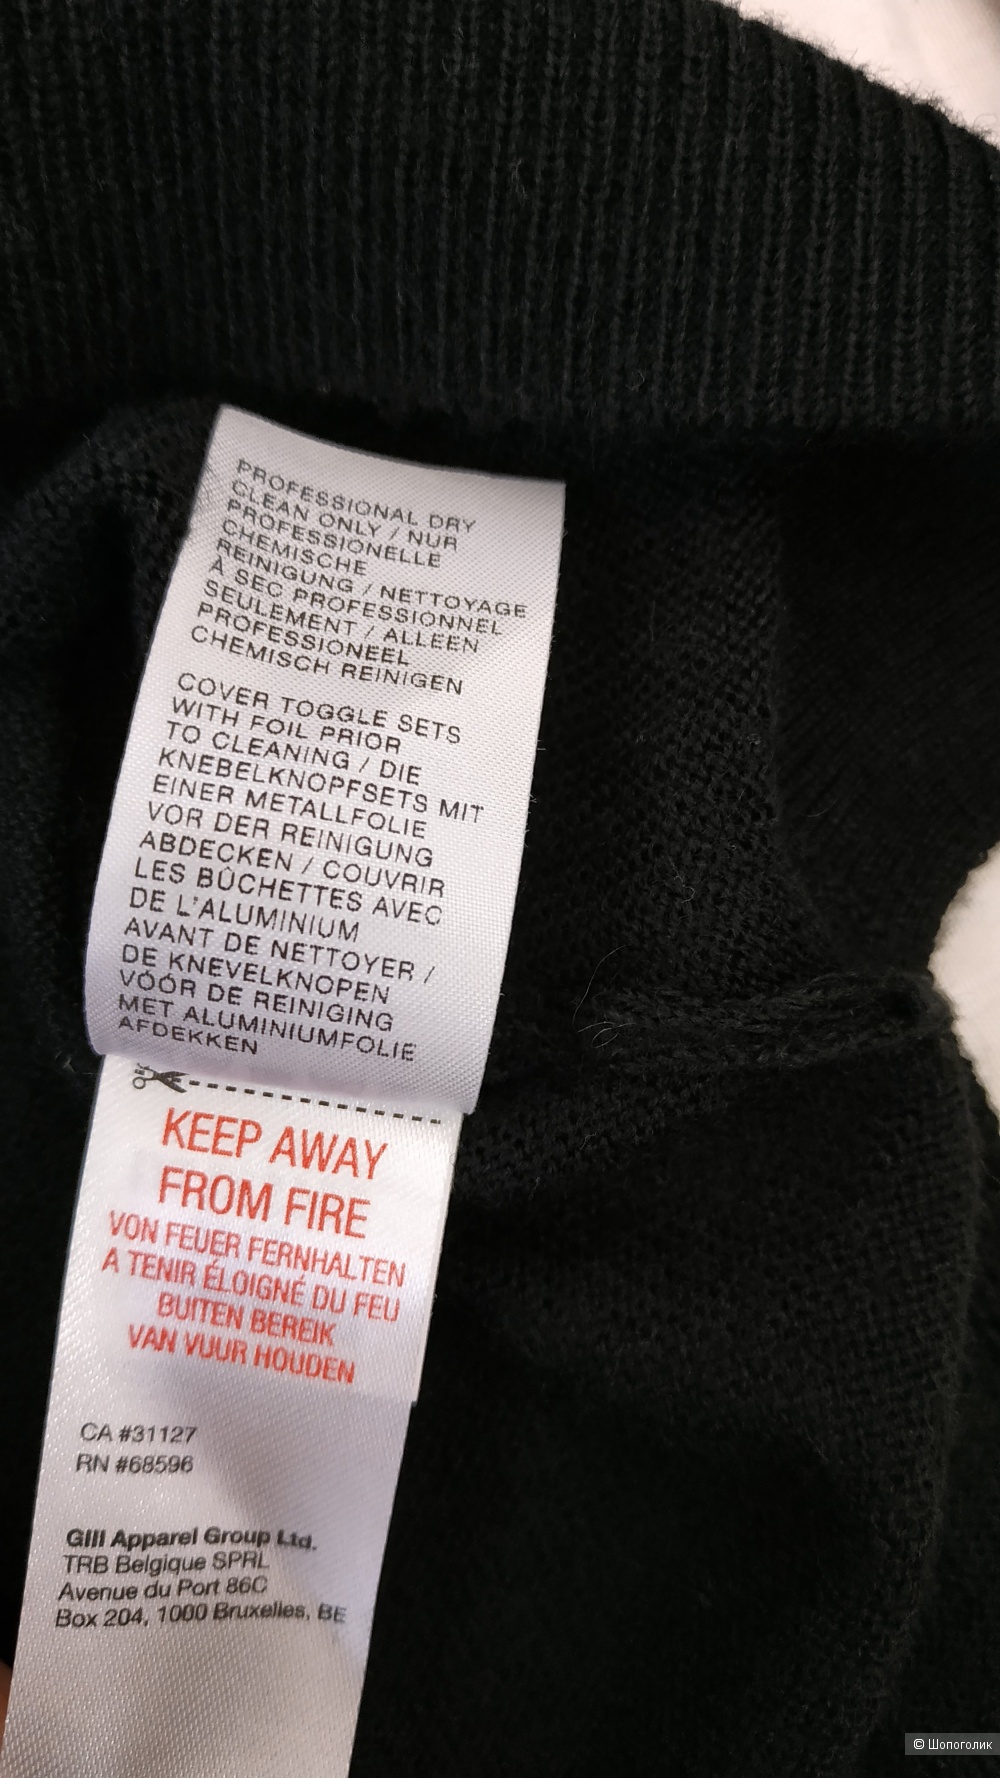 PROFESSIONAL DRY
CLEAN ONLY / NUR
PROFESSIONELLE
CHEMISCHE
REINIGUNG / NETTOYAGE
À SEC PROFESSIONNEL
SEULEMENT / ALLEEN
PROFESSIONEEL
CHEMISCH REINIGEN
COVER TOGGLE SETS
WITH FOIL PRIOR
TO CLEANING / DIE
KNEBELKNOPFSETS MIT
EINER METALLFOLIE
VOR DER REINIGUNG
ABDECKEN / COUVRIR
LES BÛCHETTES AVEC
DE L'ALUMINIUM
AVANT DE NETTOYER /
DE KNEVELKNOPEN
VÓÓR DE REINIGING
MET ALUMINIUMFOLIE
AFDEKKEN
KEEP AWAY
FROM FIRE
VON FEUER FERNHALTEN
A TENIR ÉLOIGNÉ DU FEU
BUITEN BEREIK
VAN VUUR HOUDEN
CA #31127
RN #68596
Gill Apparel Group Ltd.
TRB Belgique SPRL
Avenue du Port 86C
Box 204, 1000 Bruxelles, BE
© Шопоголик